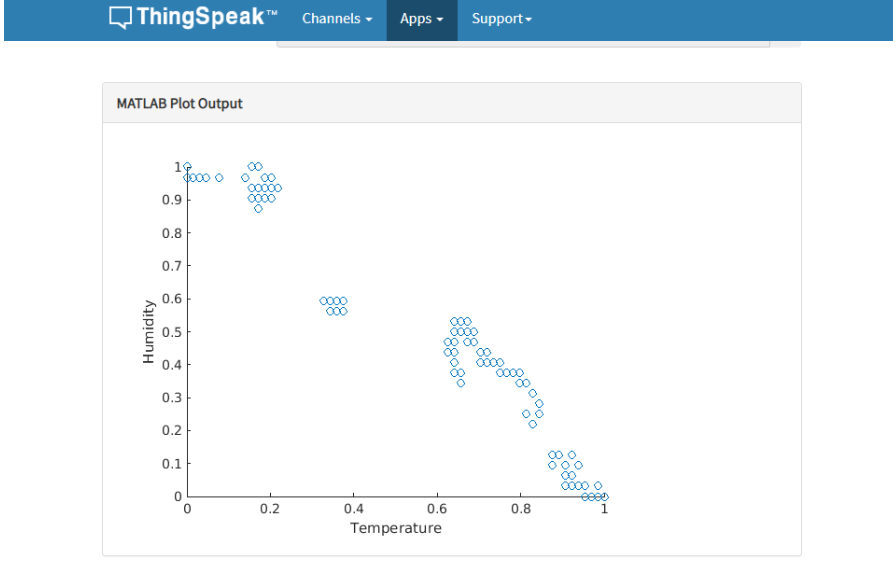 ThingSpeak™ Channels Apps Support
MATLAB Plot Output
1
0.9
0.8
0.7
0.6
0.5
0.4
0.3
0.2
0.1
0
Humidity
0 0.2 0.4 0.6 0.8 1
Temperature